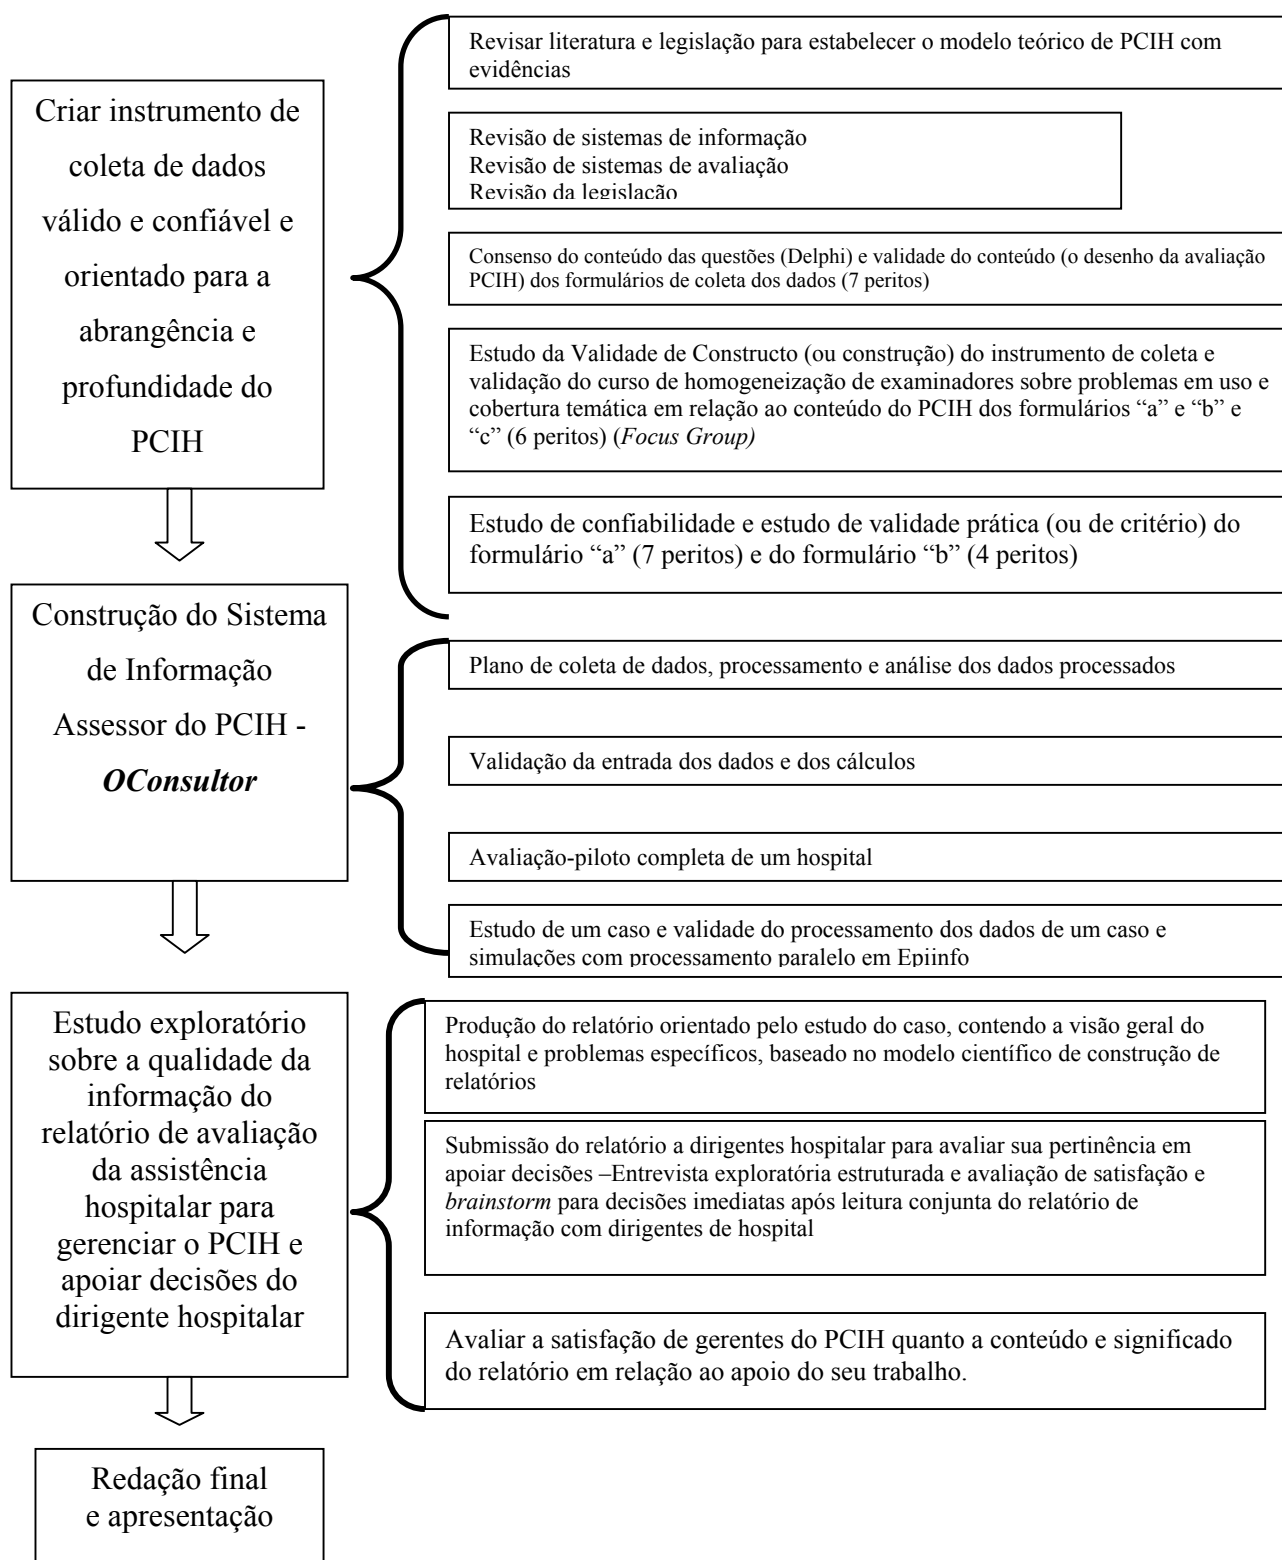 Criar instrumento de
coleta de dados
válido e confiável e
orientado para a
abrangência e
profundidade do
PCIH
Revisar literatura e legislação para estabelecer o modelo teórico de PCIH com
evidências
Revisão de sistemas de informação
Revisão de sistemas de avaliação
Revisão da legislação
Consenso do conteúdo das questões (Delphi) e validade do conteúdo (o desenho da avaliação
PCIH) dos formulários de coleta dos dados (7 peritos)
Estudo da Validade de Constructo (ou construção) do instrumento de coleta e
validação do curso de homogeneização de examinadores sobre problemas em uso e
cobertura temática em relação ao conteúdo do PCIH dos formulários “a” e “b” e
“c” (6 peritos) (Focus Group)
Estudo de confiabilidade e estudo de validade prática (ou de critério) do
formulário “a” (7 peritos) e do formulário “b” (4 peritos)
Construção do Sistema
de Informação
Assessor do PCIH -
OConsultor
Plano de coleta de dados, processamento e análise dos dados processados
Validação da entrada dos dados e dos cálculos
Avaliação-piloto completa de um hospital
Estudo de um caso e validade do processamento dos dados de um caso e
simulações com processamento paralelo em Epiinfo
Estudo exploratório
sobre a qualidade da
informação do
relatório de avaliação
da assistência
hospitalar para
gerenciar o PCIH e
apoiar decisões do
dirigente hospitalar
Produção do relatório orientado pelo estudo do caso, contendo a visão geral do
hospital e problemas específicos, baseado no modelo científico de construção de
relatórios
Submissão do relatório a dirigentes hospitalar para avaliar sua pertinência em
apoiar decisões –Entrevista exploratória estruturada e avaliação de satisfação e
brainstorm para decisões imediatas após leitura conjunta do relatório de
informação com dirigentes de hospital
Avaliar a satisfação de gerentes do PCIH quanto a conteúdo e significado
do relatório em relação ao apoio do seu trabalho.
Redação final
e apresentação